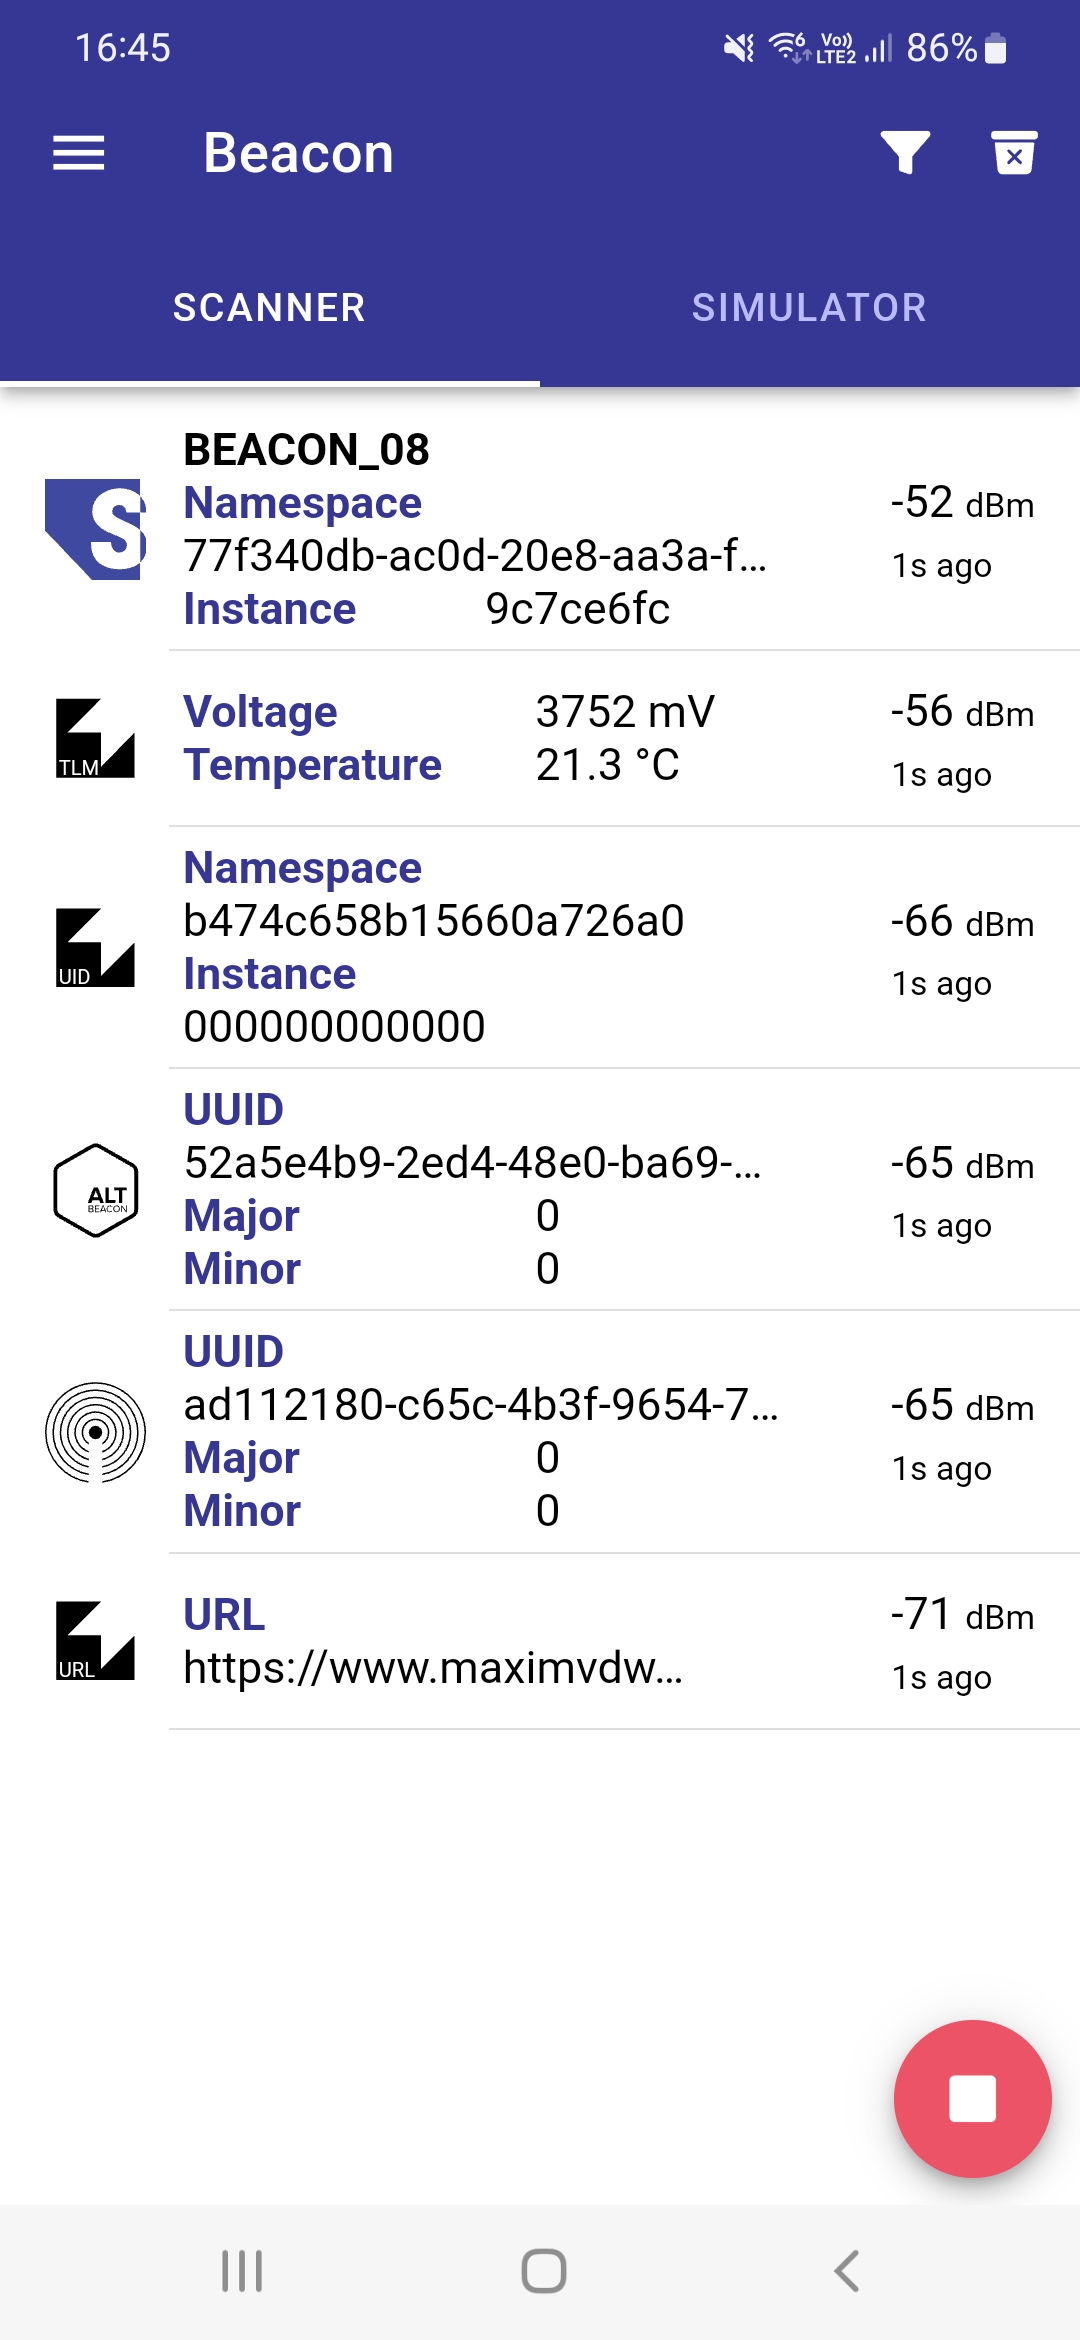 16:45
6 Vo)) LTE2 86%
Beacon
SCANNER SIMULATOR
BEACON_08
Namespace
77f340db-ac0d-20e8-aa3a-f...
Instance 9c7ce6fc
-52 dBm
1s ago
S
Voltage 3752 mV
Temperature 21.3 °C
-56 dBm
1s ago
TLM
Namespace
b474c658b15660a726a0
Instance
000000000000
-66 dBm
1s ago
UID
UUID
52a5e4b9-2ed4-48e0-ba69-...
Major 0
Minor 0
-65 dBm
1s ago
ALT
BEACON
UUID
ad112180-c65c-4b3f-9654-7...
Major 0
Minor 0
-65 dBm
1s ago
URL
https://www.maximvdw...
-71 dBm
1s ago
URL